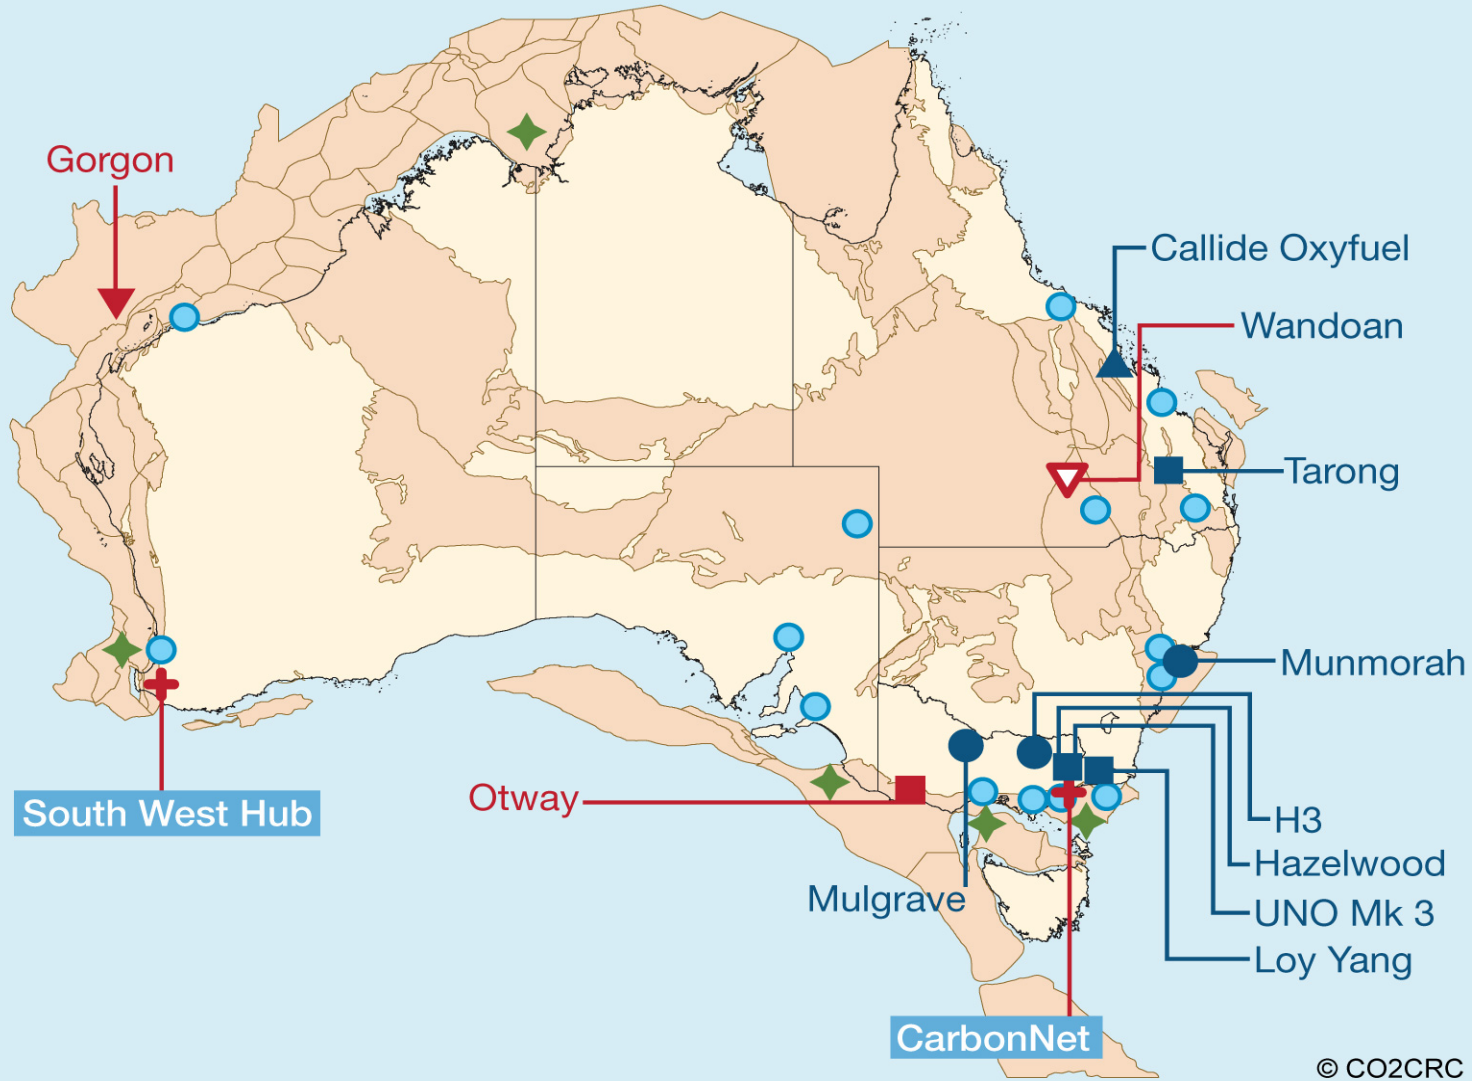 Gorgon
Callide Oxyfuel
Wandoan
Tarong
Munmorah
Otway
South West Hub
H3
Hazelwood
Mulgrave
UNO Mk 3
Loy Yang
CarbonNet
© CO2CRC